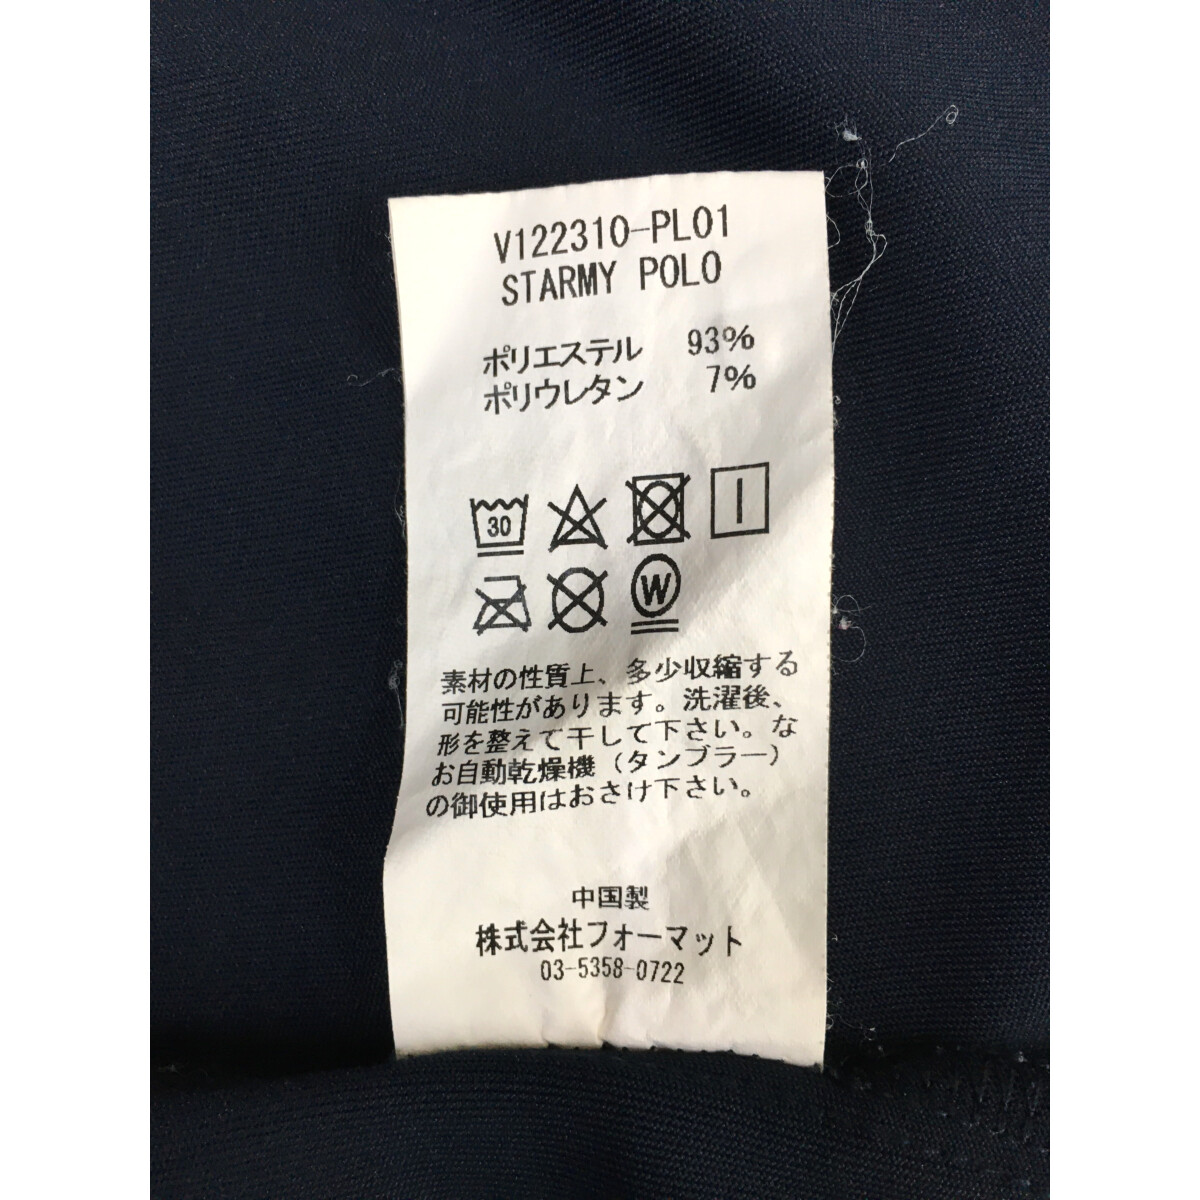 V122310-PL01
STARMY POLO
ポリエステル 93%
ポリウレタン 7%
30
W
素材の性質上、多少収縮する
可能性があります。洗濯後、
形を整えて干して下さい。な
お自動乾燥機（タンブラー）
の御使用はおさけ下さい。
中国製
株式会社フォーマット
03-5358-0722